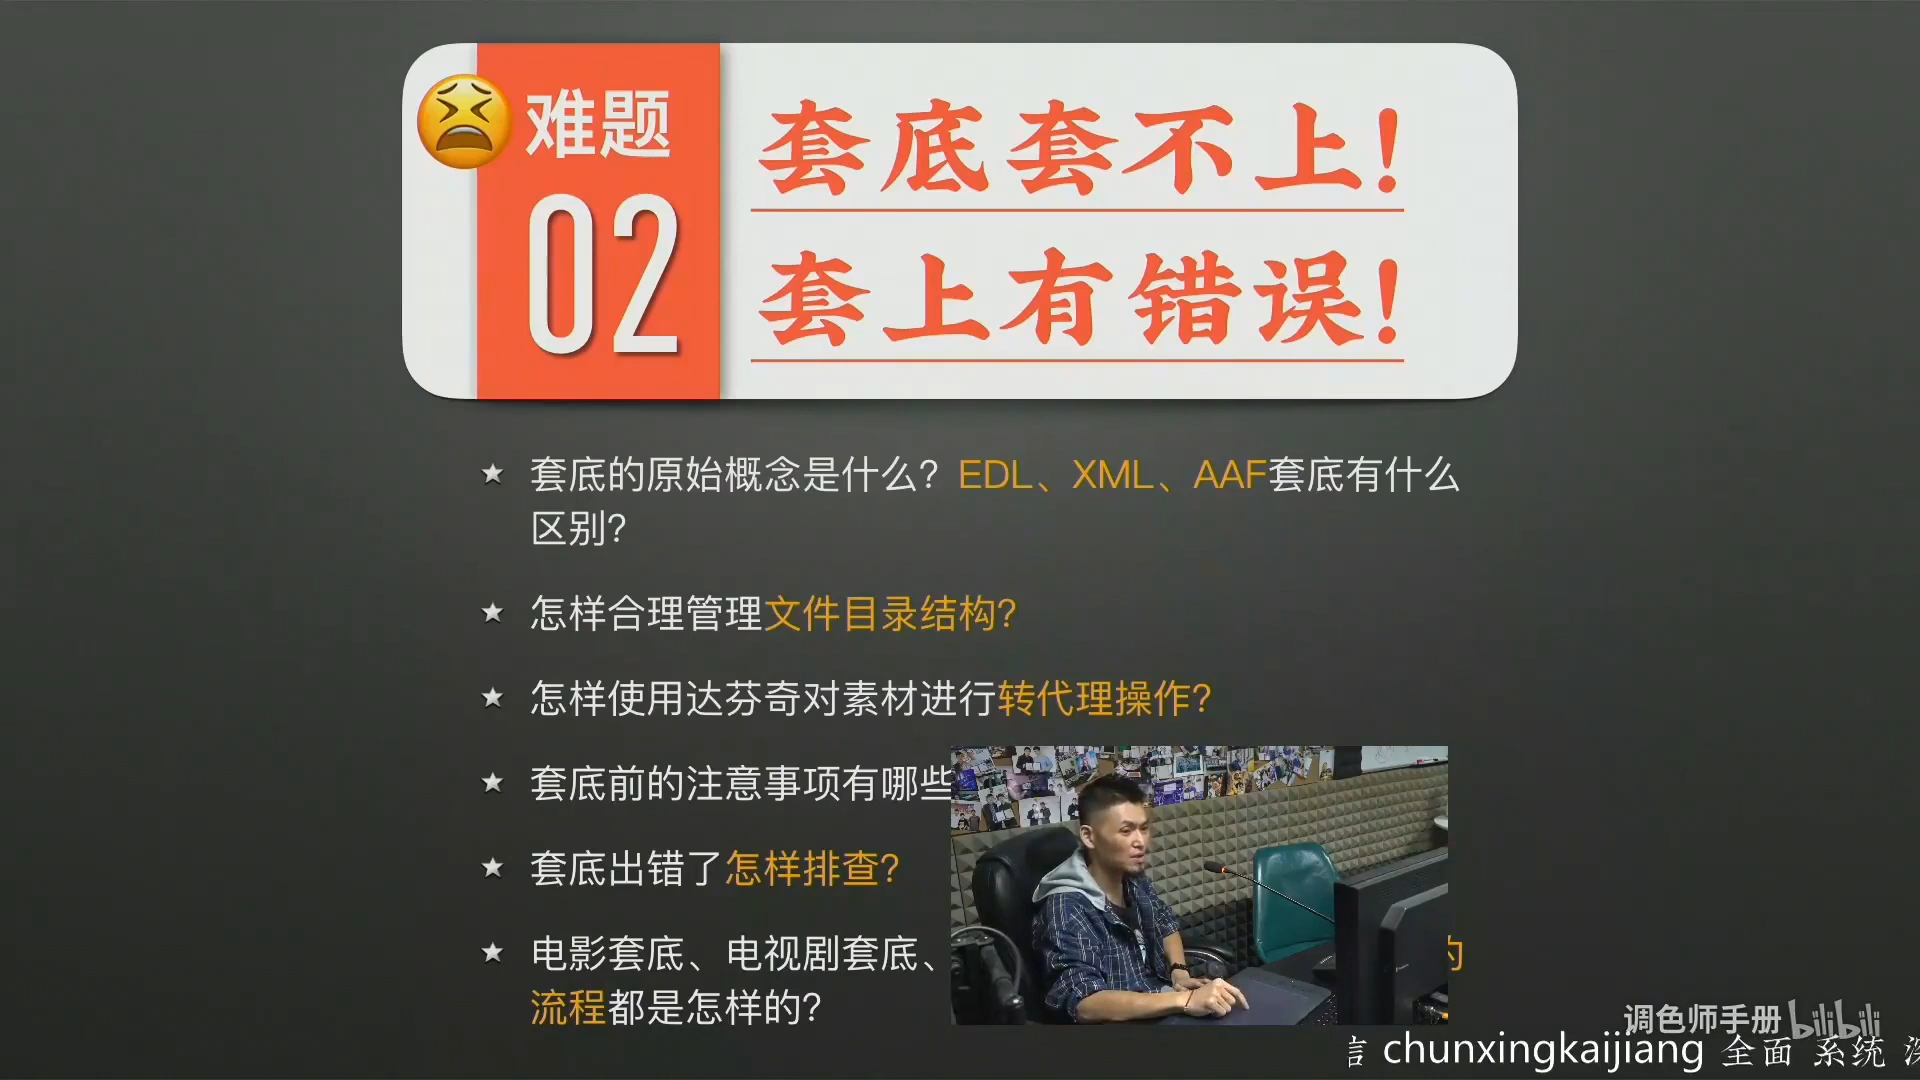 难题
02
套底套不上!
套上有错误!
★ 套底的原始概念是什么? EDL、XML、AAF套底有什么
区别?
★ 怎样合理管理文件目录结构?
★ 怎样使用达芬奇对素材进行转代理操作?
★ 套底前的注意事项有哪些
★ 套底出错了怎样排查?
★ 电影套底、电视剧套底、
流程都是怎样的?
调色师手册 bilibili
chunxingkaijiang 全面 系统